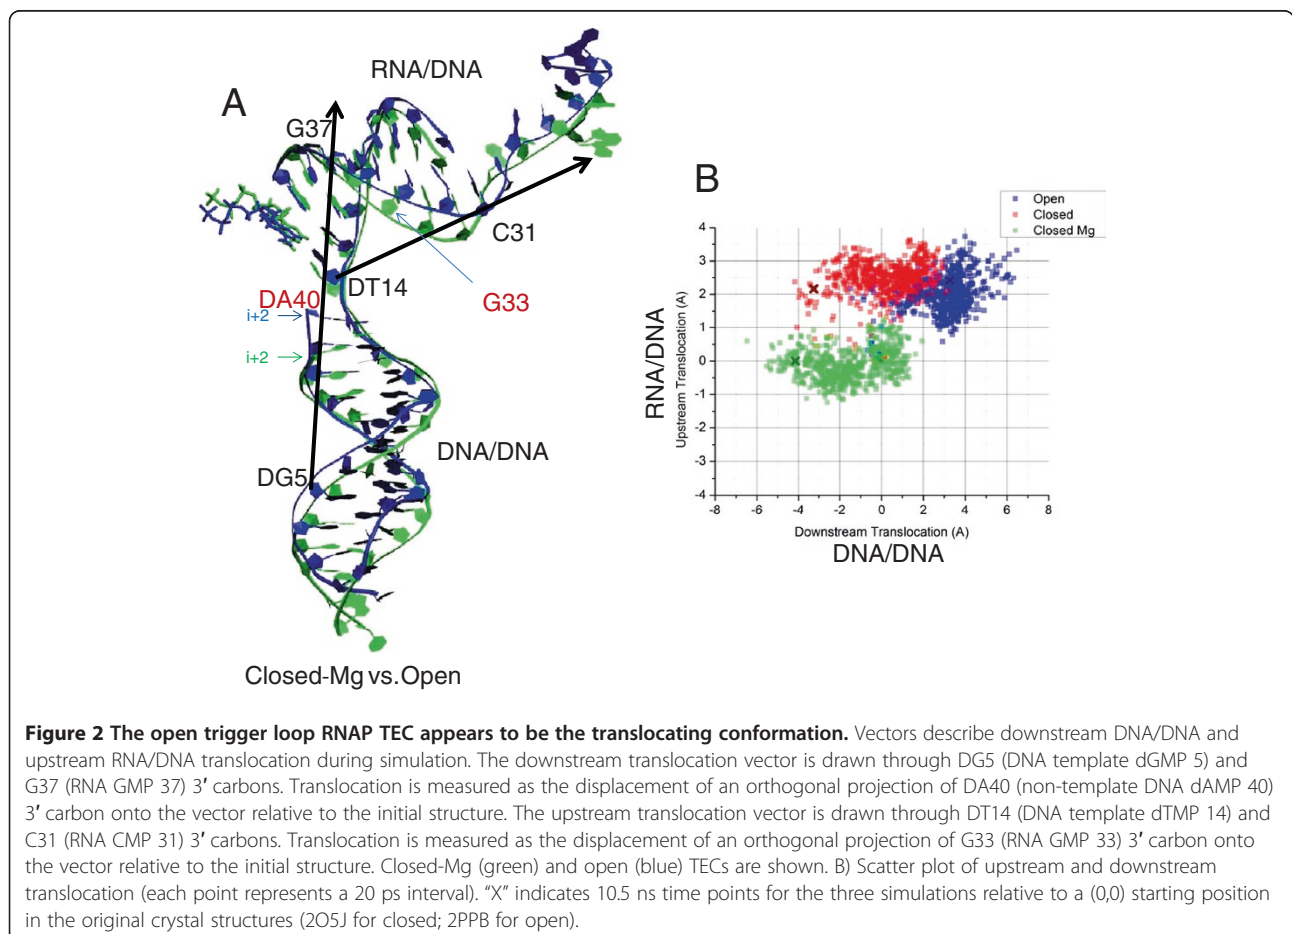 A
RNA/DNA
G37
C31
DT14
DA40
G33
i+2
i+2
DNA/DNA
DG5
Closed-Mg vs.Open
B
Open
Closed
Closed Mg
RNA/DNA
Upstream Translocation (A)
4
3
2
1
0
-1
-2
-3
-4
-8 -6 -4 -2 0 2 4 6 8
Downstream Translocation (A)
DNA/DNA
Figure 2 The open trigger loop RNAP TEC appears to be the translocating conformation. Vectors describe downstream DNA/DNA and
upstream RNA/DNA translocation during simulation. The downstream translocation vector is drawn through DG5 (DNA template dGMP 5) and
G37 (RNA GMP 37) 3′ carbons. Translocation is measured as the displacement of an orthogonal projection of DA40 (non-template DNA dAMP 40)
3′ carbon onto the vector relative to the initial structure. The upstream translocation vector is drawn through DT14 (DNA template dTMP 14) and
C31 (RNA CMP 31) 3′ carbons. Translocation is measured as the displacement of an orthogonal projection of G33 (RNA GMP 33) 3′ carbon onto
the vector relative to the initial structure. Closed-Mg (green) and open (blue) TECs are shown. B) Scatter plot of upstream and downstream
translocation (each point represents a 20 ps interval). “X” indicates 10.5 ns time points for the three simulations relative to a (0,0) starting position
in the original crystal structures (2O5J for closed; 2PPB for open).